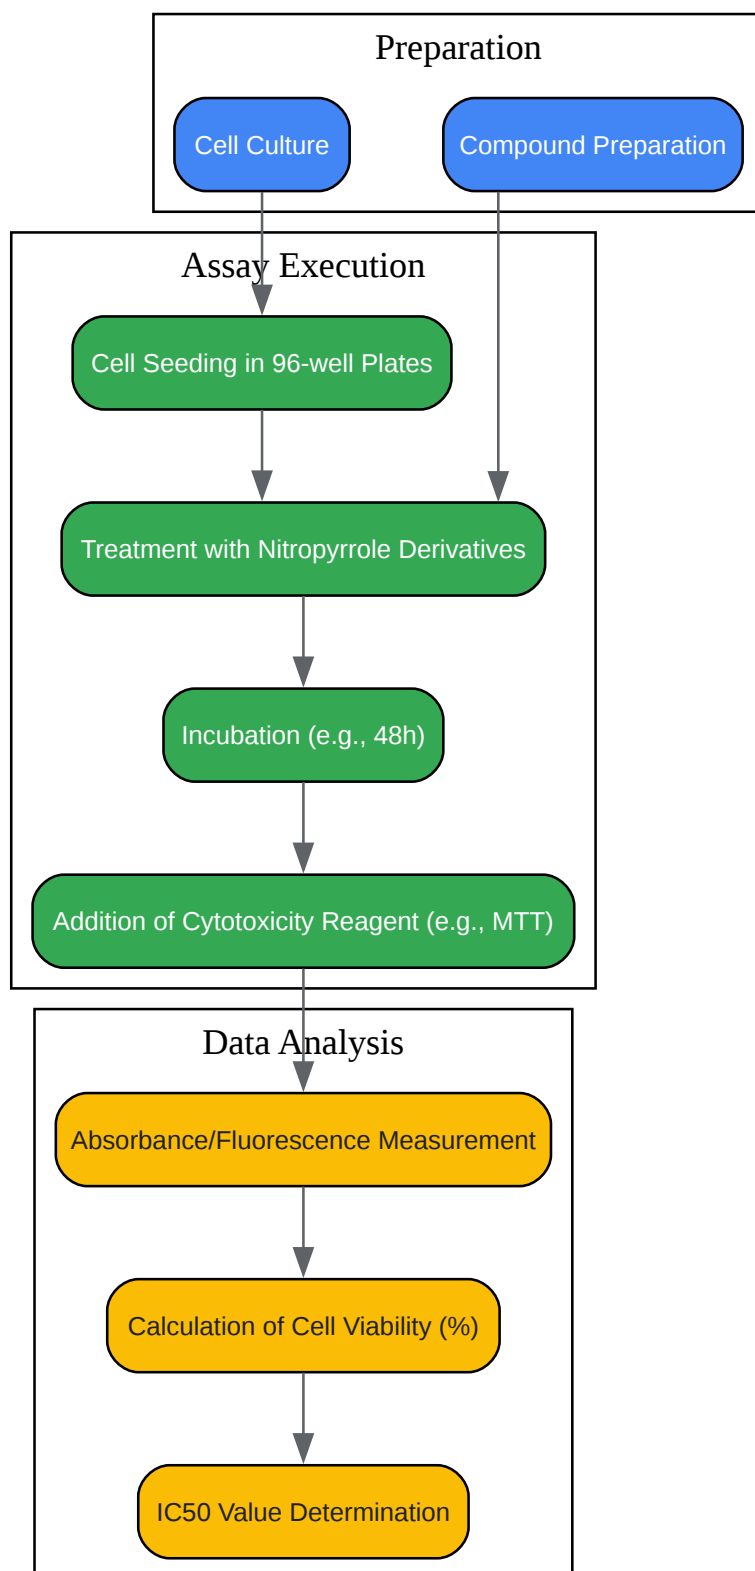 Preparation
Cell Culture
Compound Preparation
Assay Execution
Cell Seeding in 96-well Plates
Treatment with Nitropyrrole Derivatives
Incubation (e.g., 48h)
Addition of Cytotoxicity Reagent (e.g., MTT)
Data Analysis
Absorbance/Fluorescence Measurement
Calculation of Cell Viability (%)
IC50 Value Determination